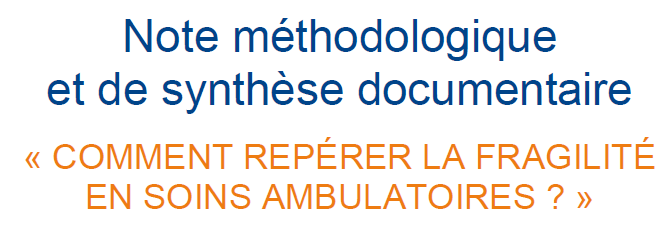 Note méthodologique
et de synthèse documentaire
« COMMENT REPÉRER LA FRAGILITÉ
EN SOINS AMBULATOIRES ? »